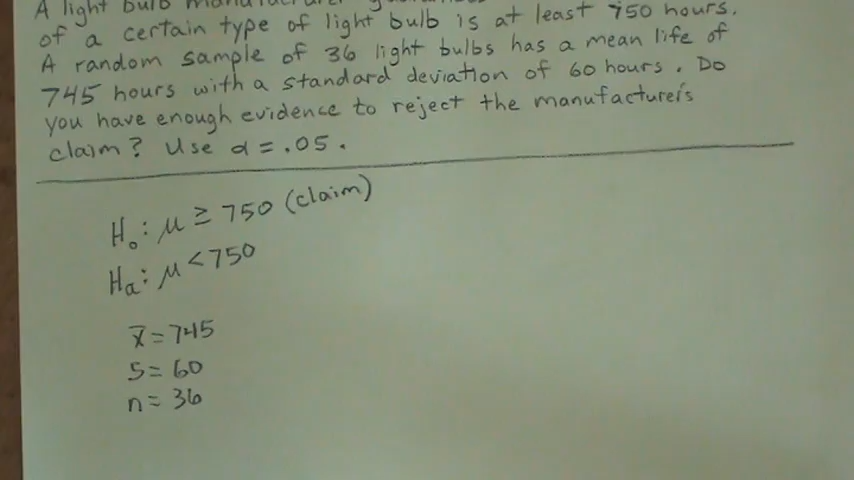 A light bulb
of a certain type of light bulb is at least 750 hours.
A random sample of 36 light bulbs has a mean life of
745 hours with a standard deviation of 60 hours. Do
you have enough evidence to reject the manufacturer's
claim? Use α = .05.
H₀: μ ≥ 750 (claim)
Hₐ: μ < 750
x̄ = 745
s = 60
n = 36